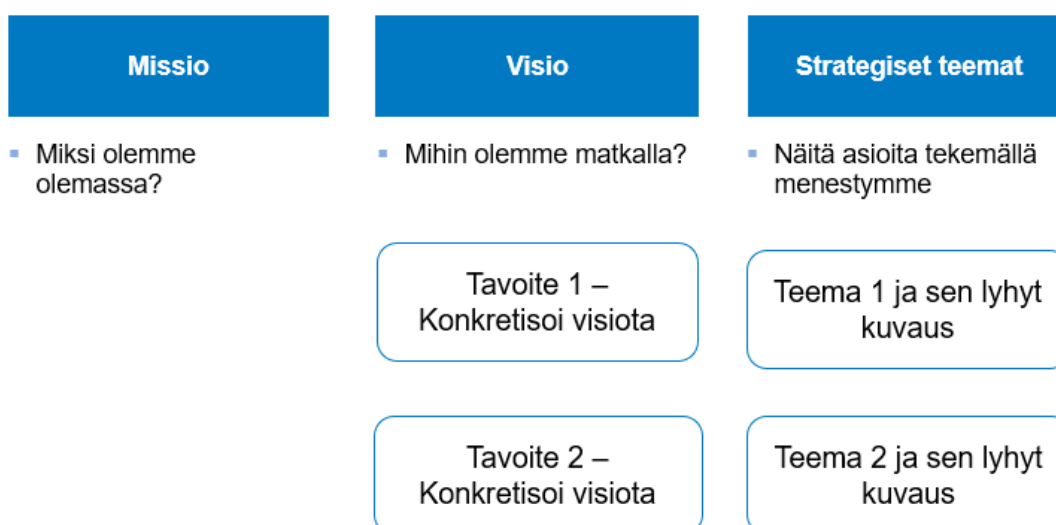 Missio
Visio
Strategiset teemat
Miksi olemme
olemassa?
Mihin olemme matkalla?
Näitä asioita tekemällä
menestymme
Tavoite 1 –
Konkretisoi visiota
Teema 1 ja sen lyhyt
kuvaus
Tavoite 2 –
Konkretisoi visiota
Teema 2 ja sen lyhyt
kuvaus